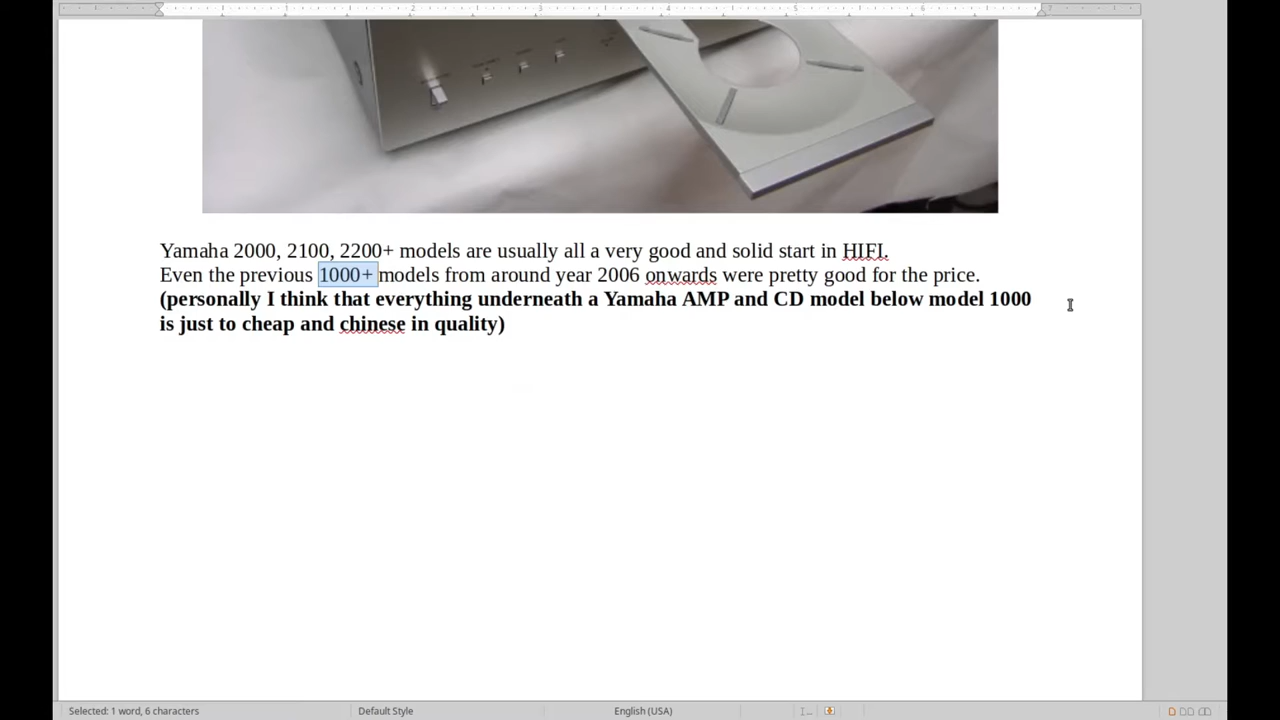 Yamaha 2000, 2100, 2200+ models are usually all a very good and solid start in HIFI.
Even the previous 1000+ models from around year 2006 onwards were pretty good for the price.
(personally I think that everything underneath a Yamaha AMP and CD model below model 1000
is just to cheap and chinese in quality)
Selected: 1 word, 6 characters
Default Style
English (USA)